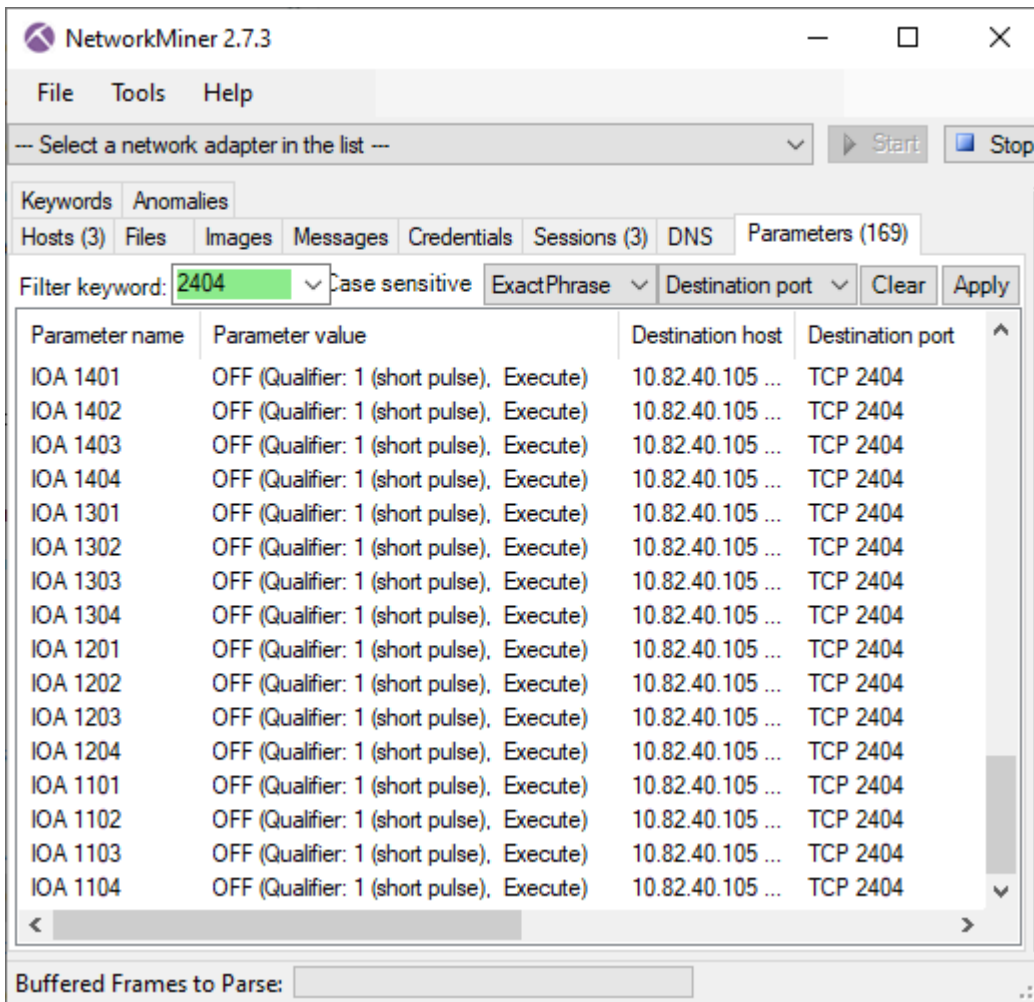 NetworkMiner 2.7.3
File Tools Help
--- Select a network adapter in the list --- Start Stop
Keywords Anomalies
Hosts (3) Files Images Messages Credentials Sessions (3) DNS Parameters (169)
Filter keyword: 2404 Case sensitive ExactPhrase Destination port Clear Apply
Parameter name Parameter value Destination host Destination port
IOA 1401 OFF (Qualifier: 1 (short pulse), Execute) 10.82.40.105 ... TCP 2404
IOA 1402 OFF (Qualifier: 1 (short pulse), Execute) 10.82.40.105 ... TCP 2404
IOA 1403 OFF (Qualifier: 1 (short pulse), Execute) 10.82.40.105 ... TCP 2404
IOA 1404 OFF (Qualifier: 1 (short pulse), Execute) 10.82.40.105 ... TCP 2404
IOA 1301 OFF (Qualifier: 1 (short pulse), Execute) 10.82.40.105 ... TCP 2404
IOA 1302 OFF (Qualifier: 1 (short pulse), Execute) 10.82.40.105 ... TCP 2404
IOA 1303 OFF (Qualifier: 1 (short pulse), Execute) 10.82.40.105 ... TCP 2404
IOA 1304 OFF (Qualifier: 1 (short pulse), Execute) 10.82.40.105 ... TCP 2404
IOA 1201 OFF (Qualifier: 1 (short pulse), Execute) 10.82.40.105 ... TCP 2404
IOA 1202 OFF (Qualifier: 1 (short pulse), Execute) 10.82.40.105 ... TCP 2404
IOA 1203 OFF (Qualifier: 1 (short pulse), Execute) 10.82.40.105 ... TCP 2404
IOA 1204 OFF (Qualifier: 1 (short pulse), Execute) 10.82.40.105 ... TCP 2404
IOA 1101 OFF (Qualifier: 1 (short pulse), Execute) 10.82.40.105 ... TCP 2404
IOA 1102 OFF (Qualifier: 1 (short pulse), Execute) 10.82.40.105 ... TCP 2404
IOA 1103 OFF (Qualifier: 1 (short pulse), Execute) 10.82.40.105 ... TCP 2404
IOA 1104 OFF (Qualifier: 1 (short pulse), Execute) 10.82.40.105 ... TCP 2404
Buffered Frames to Parse: